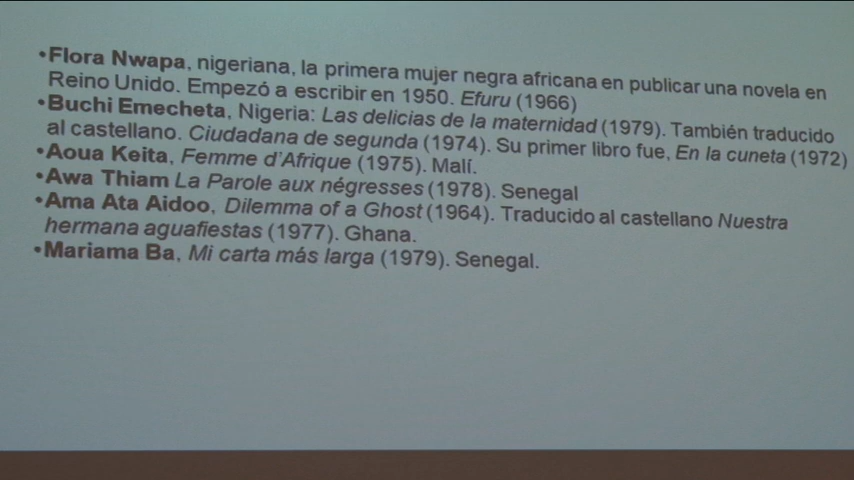 •Flora Nwapa, nigeriana, la primera mujer negra africana en publicar una novela en
Reino Unido. Empezó a escribir en 1950. Efuru (1966)
•Buchi Emecheta, Nigeria: Las delicias de la maternidad (1979). También traducido
al castellano. Ciudadana de segunda (1974). Su primer libro fue, En la cuneta (1972)
•Aoua Keita, Femme d'Afrique (1975). Malí.
•Awa Thiam La Parole aux négresses (1978). Senegal
•Ama Ata Aidoo, Dilemma of a Ghost (1964). Traducido al castellano Nuestra
hermana aguafiestas (1977). Ghana.
•Mariama Ba, Mi carta más larga (1979). Senegal.